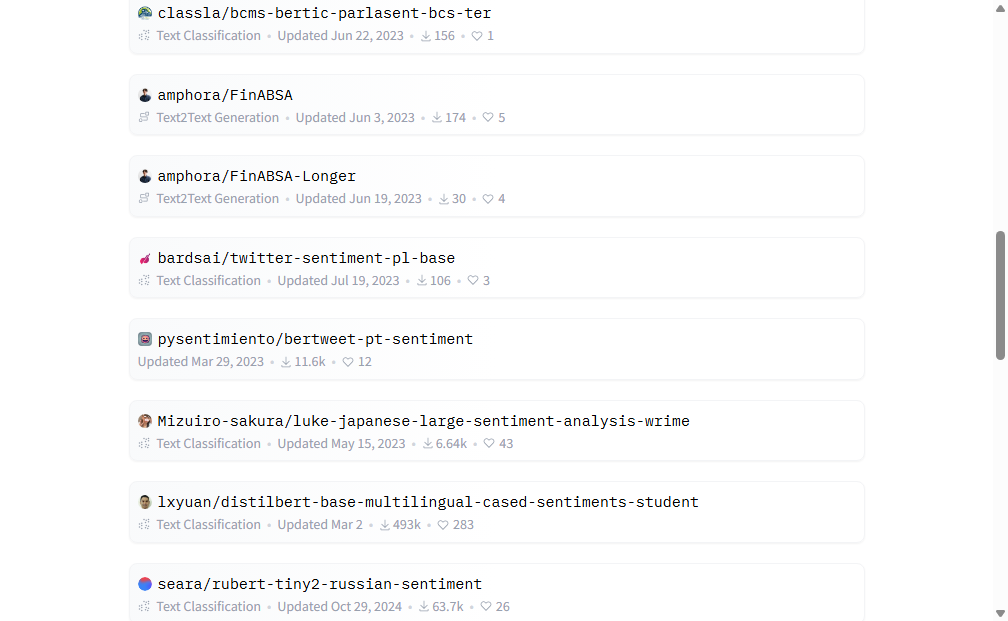 classla/bcms-bertic-parlasent-bcs-ter
Text Classification • Updated Jun 22, 2023 • 156 • 1
amphora/FinABSA
Text2Text Generation • Updated Jun 3, 2023 • 174 • 5
amphora/FinABSA-Longer
Text2Text Generation • Updated Jun 19, 2023 • 30 • 4
bardsai/twitter-sentiment-pl-base
Text Classification • Updated Jul 19, 2023 • 106 • 3
pysentimiento/bertweet-pt-sentiment
Updated Mar 29, 2023 • 11.6k • 12
Mizuiro-sakura/luke-japanese-large-sentiment-analysis-wrime
Text Classification • Updated May 15, 2023 • 6.64k • 43
lxyuan/distilbert-base-multilingual-cased-sentiments-student
Text Classification • Updated Mar 2 • 493k • 283
seara/rubert-tiny2-russian-sentiment
Text Classification • Updated Oct 29, 2024 • 63.7k • 26